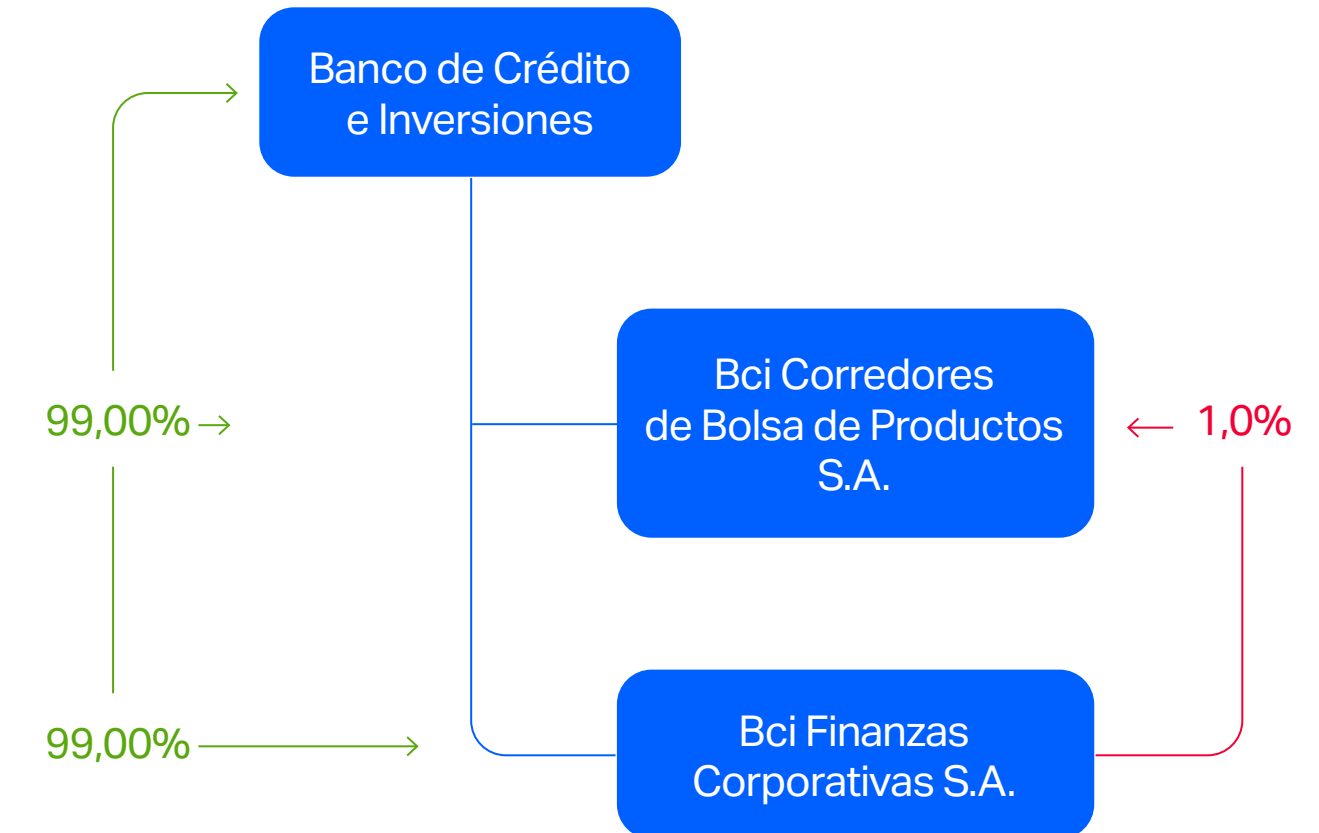 Banco de Crédito
e Inversiones
Bci Corredores
de Bolsa de Productos
S.A.
99,00%
1,0%
99,00%
Bci Finanzas
Corporativas S.A.